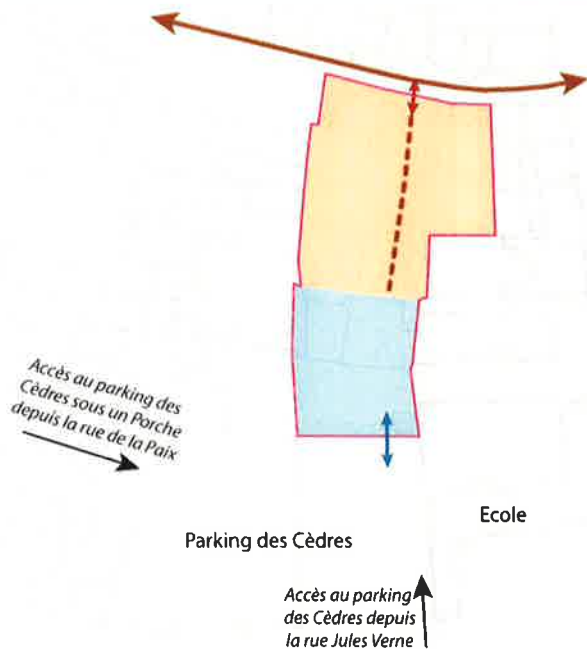 Accès au parking des
Cèdres sous un Porche
depuis la rue de la Paix
Ecole
Parking des Cèdres
Accès au parking
des Cèdres depuis
la rue Jules Verne